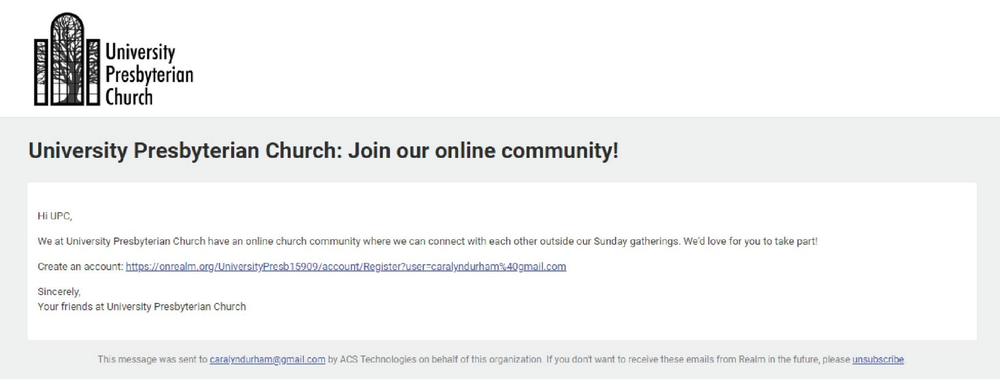 University
Presbyterian
Church
University Presbyterian Church: Join our online community!
Hi UPC,
We at University Presbyterian Church have an online church community where we can connect with each other outside our Sunday gatherings. We'd love for you to take part!
Create an account: https://onrealm.org/UniversityPresb15909/account/Register?user=caralyndurham%40gmail.com
Sincerely,
Your friends at University Presbyterian Church
This message was sent to caralyndurham@gmail.com by ACS Technologies on behalf of this organization. If you don't want to receive these emails from Realm in the future, please unsubscribe.